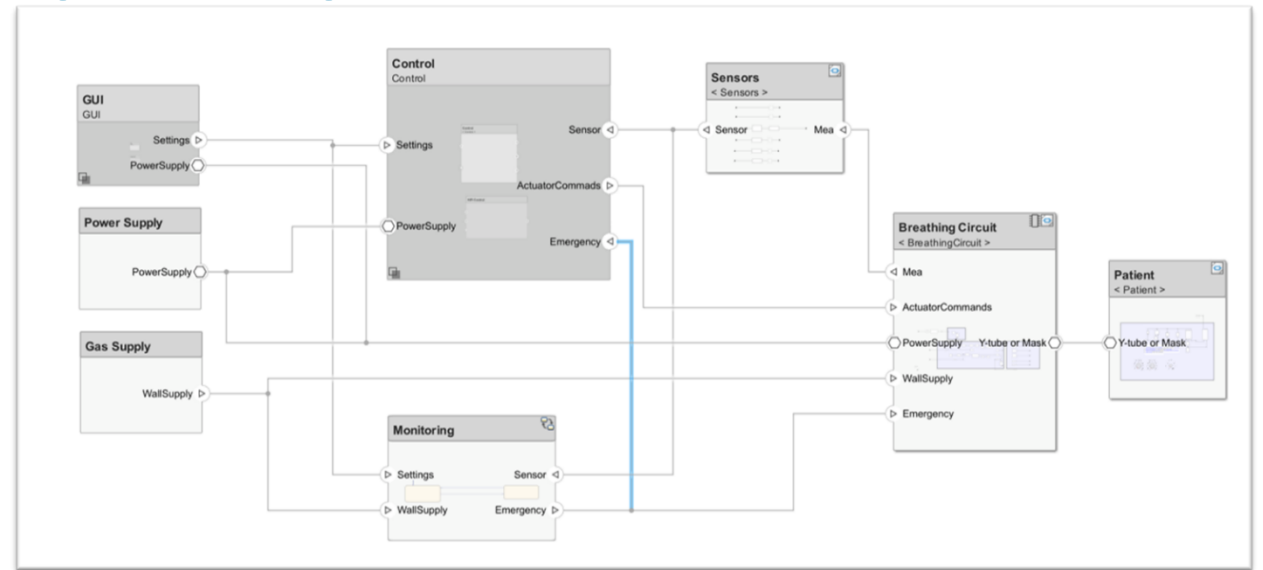 GUI
GUI
Settings
PowerSupply
Power Supply
PowerSupply
Gas Supply
WallSupply
Control
Control
Settings
PowerSupply
Sensor
ActuatorCommads
Emergency
Monitoring
Settings
WallSupply
Sensor
Emergency
Sensors
< Sensors >
Sensor
Mea
Breathing Circuit
< BreathingCircuit >
Mea
ActuatorCommands
PowerSupply
Y-tube or Mask
WallSupply
Emergency
Patient
< Patient >
Y-tube or Mask